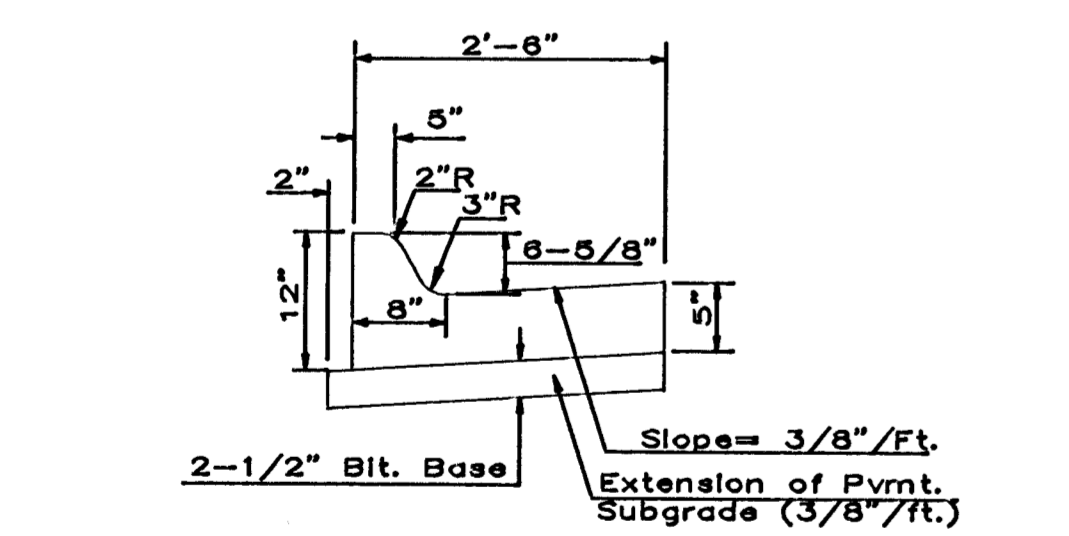 2'-6"
5"
2"
2"R
3"R
6-5/8"
12"
8"
5"
Slope= 3/8"/Ft.
2-1/2" Bit. Base
Extension of Pvmt.
Subgrade (3/8"/ft.)